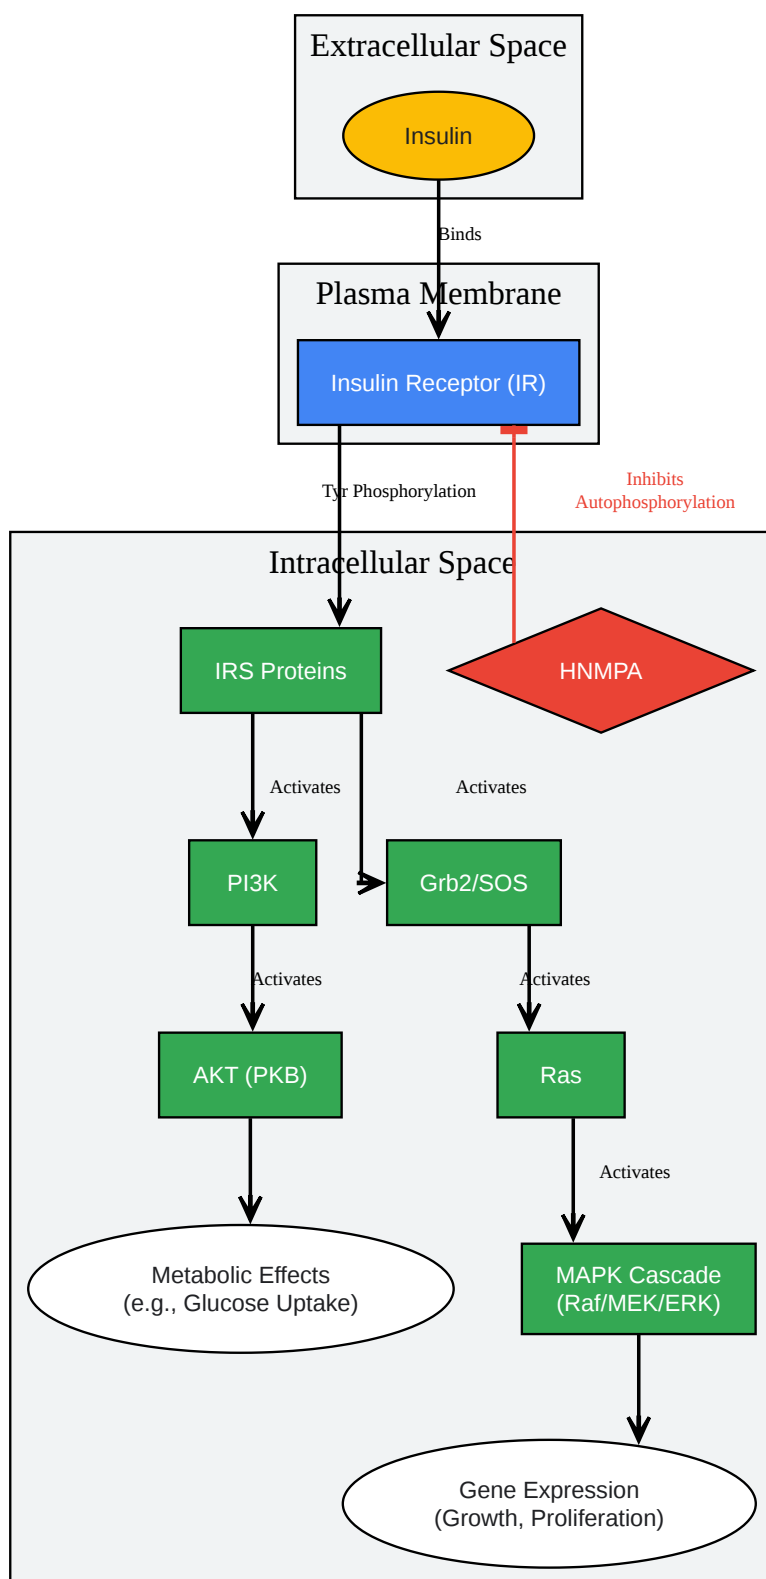 Extracellular Space
Insulin
Binds
Plasma Membrane
Insulin Receptor (IR)
Tyr Phosphorylation
Inhibits
Autophosphorylation
Intracellular Space
IRS Proteins
HNMPA
Activates
Activates
PI3K
Grb2/SOS
Activates
Activates
AKT (PKB)
Ras
Activates
Metabolic Effects
(e.g., Glucose Uptake)
MAPK Cascade
(Raf/MEK/ERK)
Gene Expression
(Growth, Proliferation)